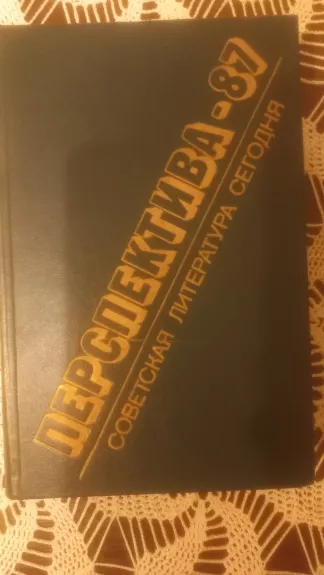 ПЕРСПЕКТИВА-87
СОВЕТСКАЯ ЛИТЕРАТУРА СЕГОДНЯ